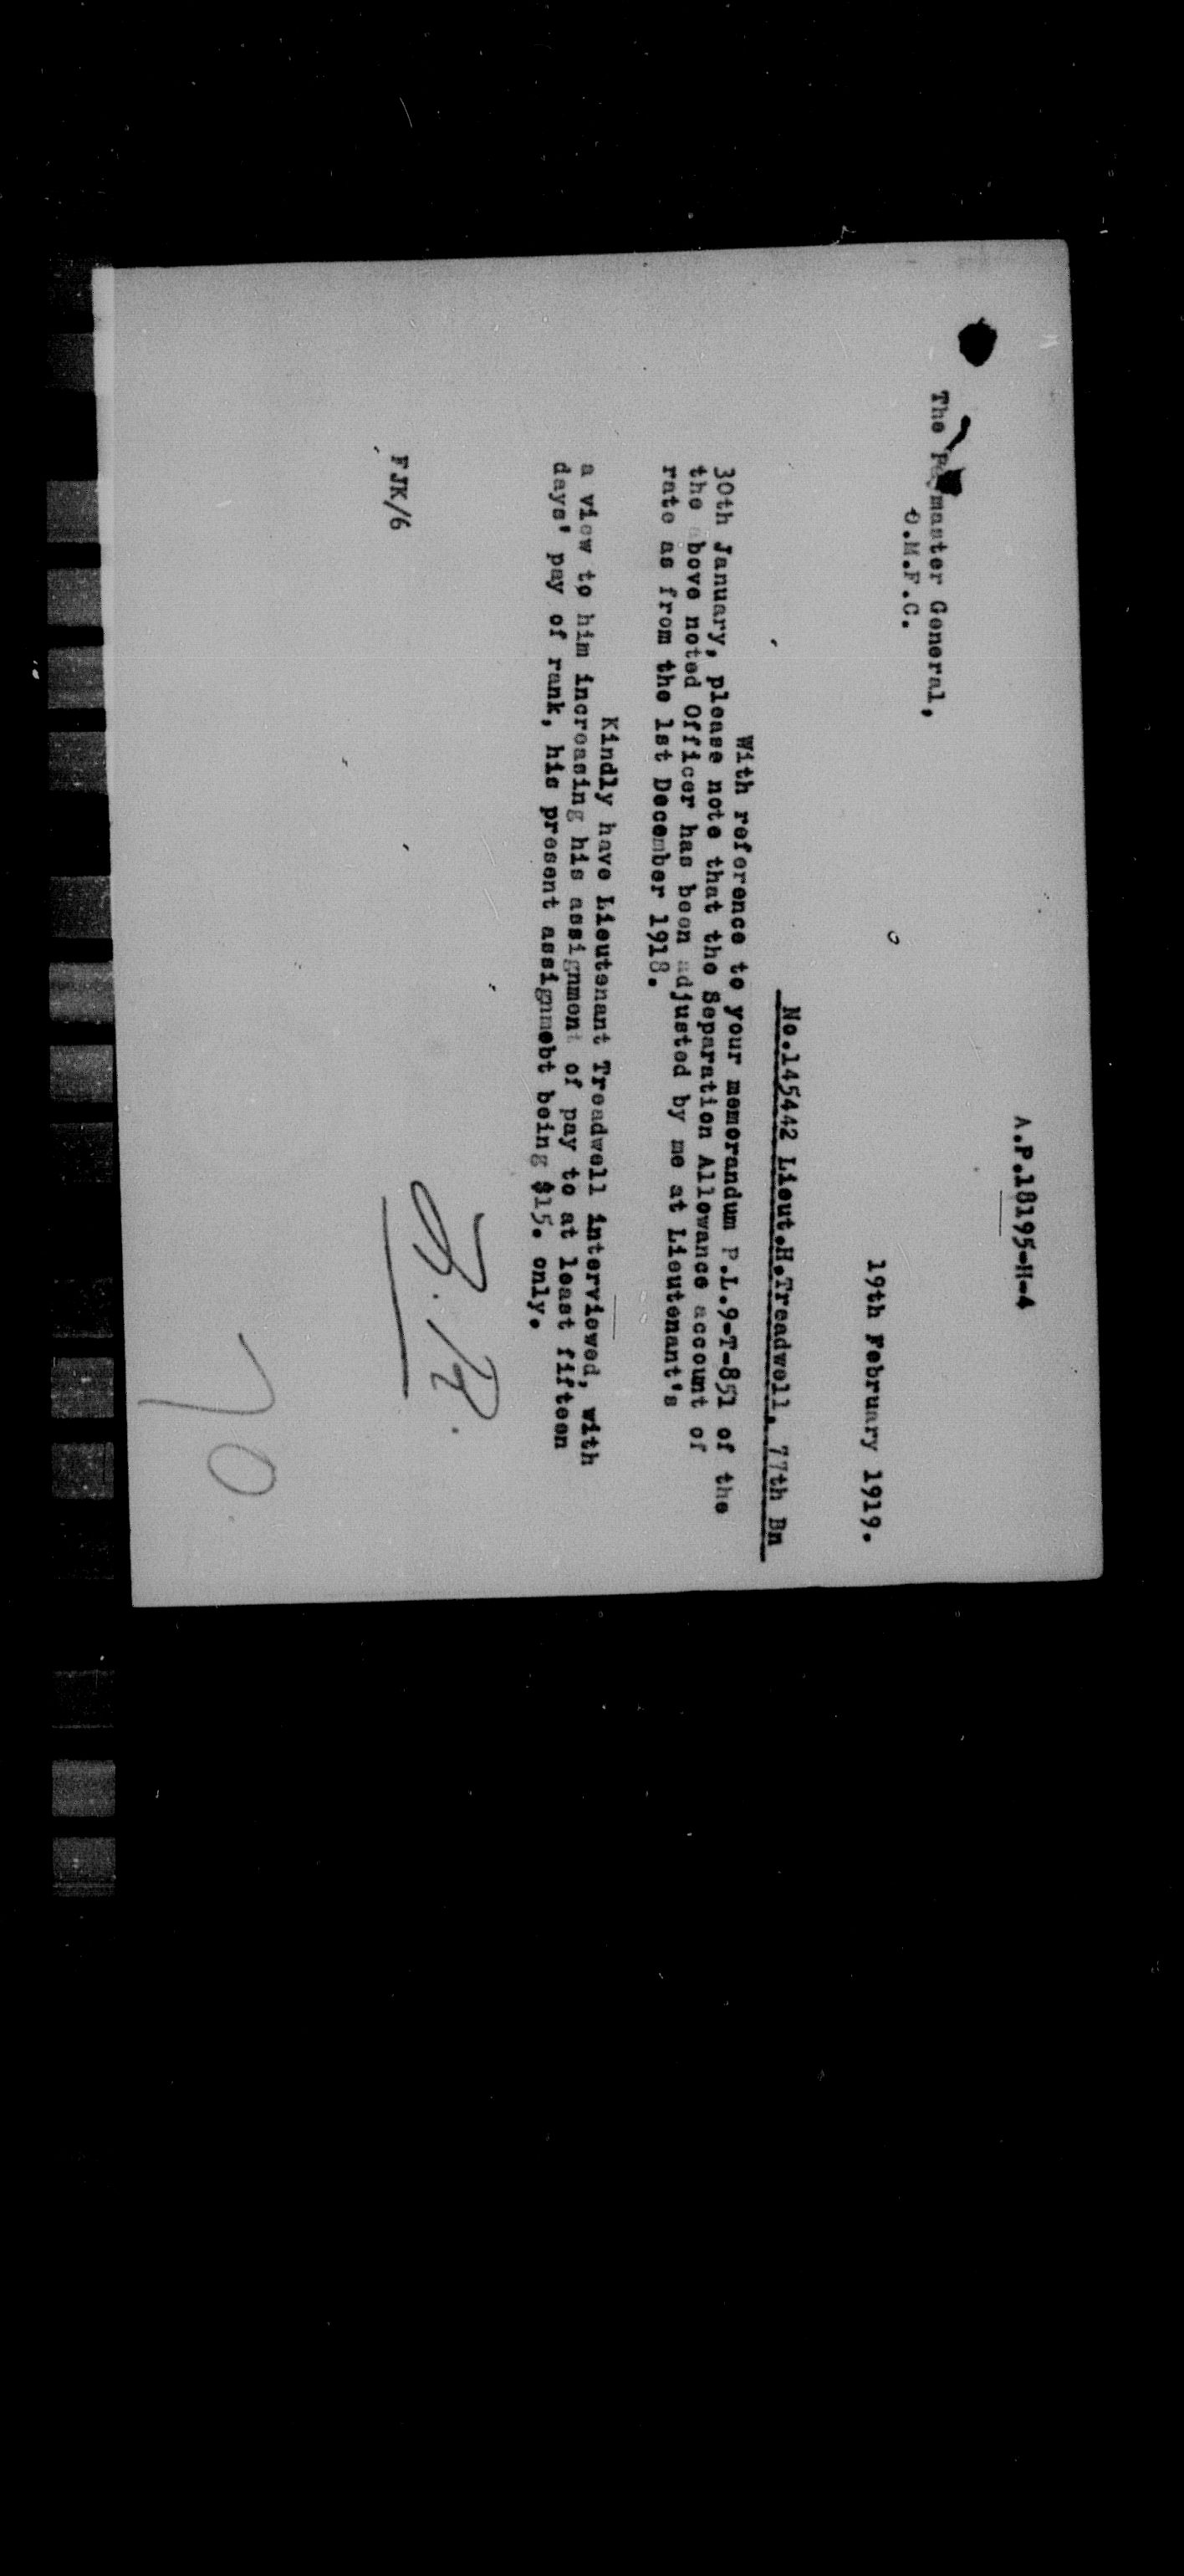 A.P.18195-H-4
19th February 1919.
The Paymaster General,
O.M.F.C.
No.145442 Lieut.H.Treadwell. 77th Bn
With reference to your memorandum P.L.9-T-851 of the
30th January, please note that the Separation Allowance account of
the above noted Officer has been adjusted by me at Lieutenant's
rate as from the 1st December 1918.
Kindly have Lieutenant Treadwell interviewed, with
a view to him increasing his assignment of pay to at least fifteen
days' pay of rank, his present assignmebt being $15. only.
FJK/6
70